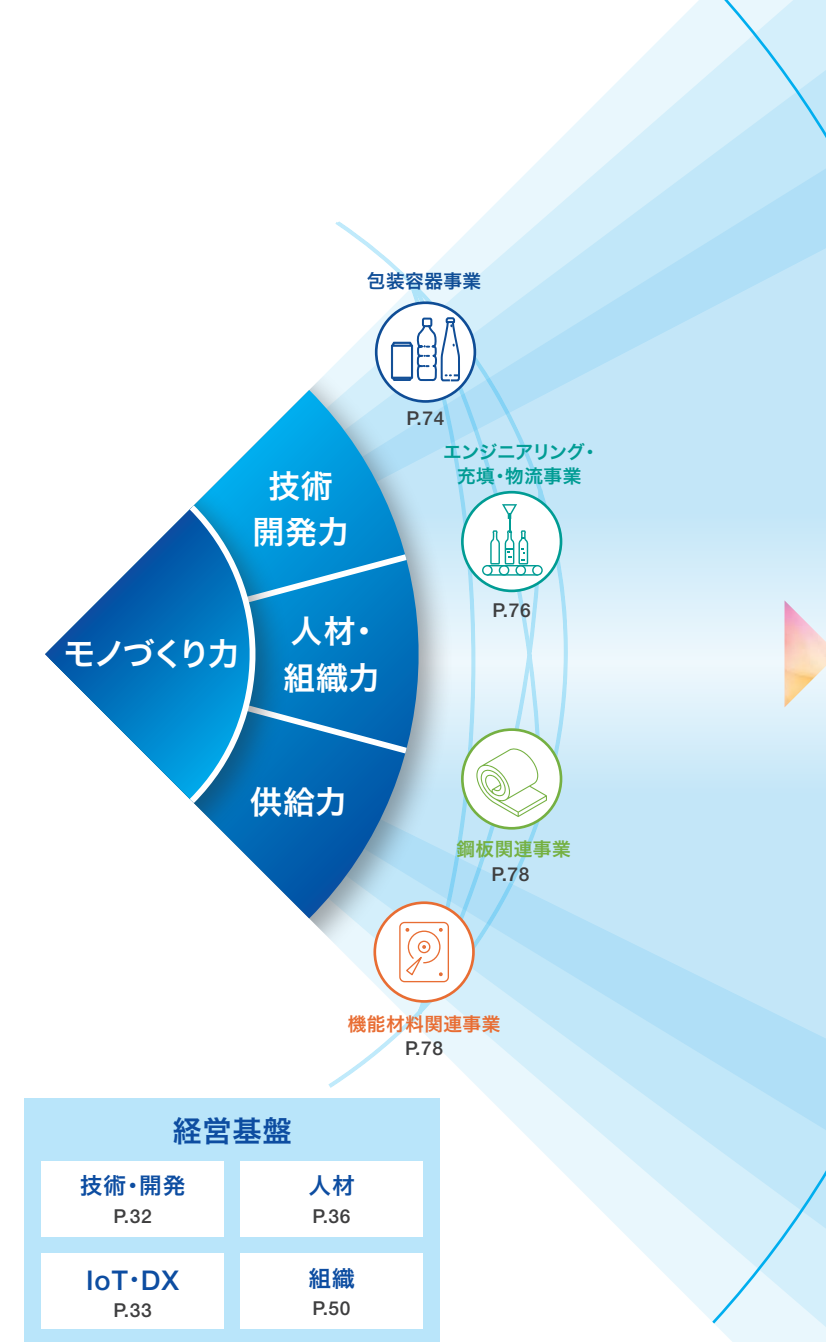 包装容器事業
P.74
エンジニアリング・
充填・物流事業
P.76
技術
開発力
人材・
組織力
モノづくり力
供給力
鋼板関連事業
P.78
機能材料関連事業
P.78
経営基盤
技術・開発
P.32
人材
P.36
IoT・DX
P.33
組織
P.50